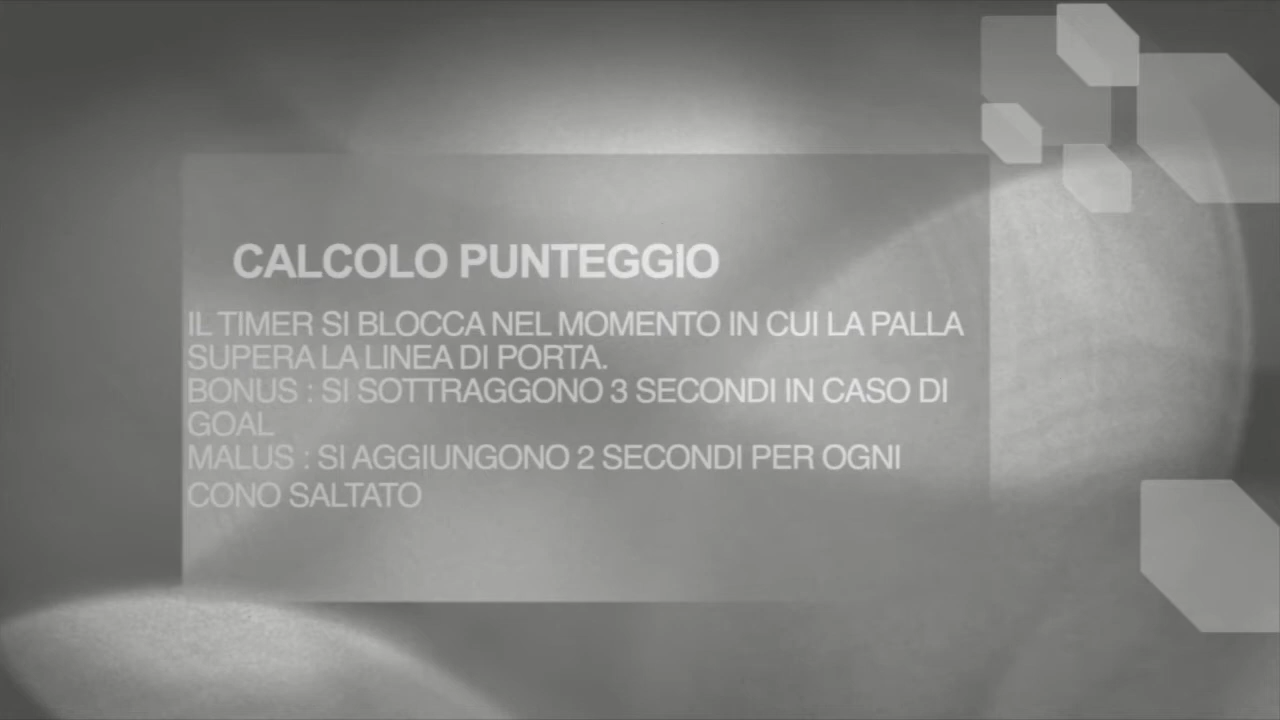 CALCOLO PUNTEGGIO
IL TIMER SI BLOCCA NEL MOMENTO IN CUI LA PALLA
SUPERA LA LINEA DI PORTA.
BONUS : SI SOTTRAGGONO 3 SECONDI IN CASO DI
GOAL
MALUS : SI AGGIUNGONO 2 SECONDI PER OGNI
CONO SALTATO